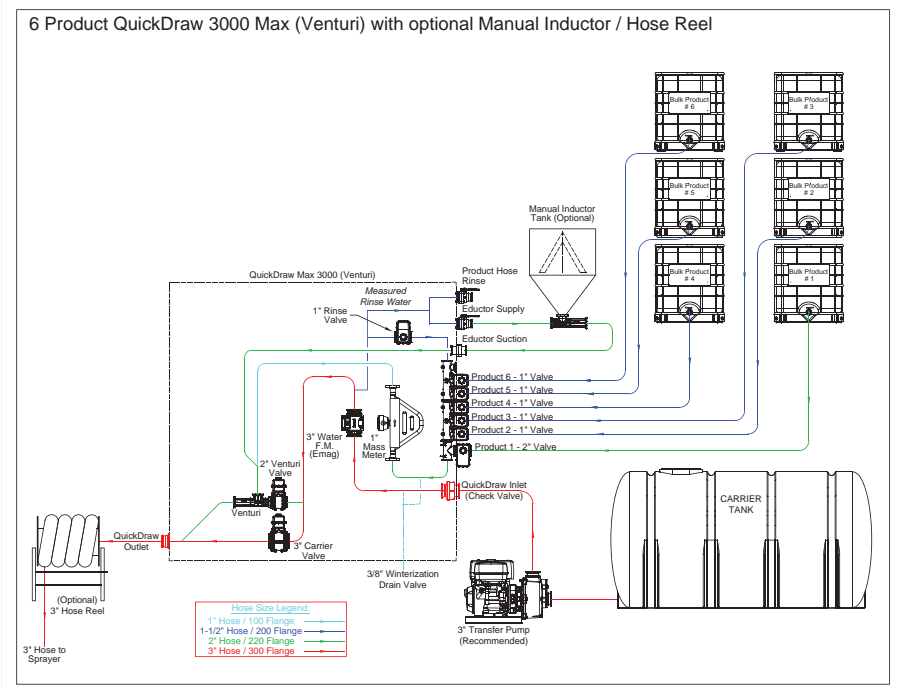 6 Product QuickDraw 3000 Max (Venturi) with optional Manual Inductor / Hose Reel
Bulk Product
# 6
Bulk Product
# 3
Bulk Product
# 5
Bulk Product
# 2
Bulk Product
# 4
Bulk Product
# 1
Manual Inductor
Tank (Optional)
QuickDraw Max 3000 (Venturi)
Product Hose
Rinse
Measured
Rinse Water
1" Rinse
Valve
Eductor Supply
Eductor Suction
Product 6 - 1" Valve
Product 5 - 1" Valve
Product 4 - 1" Valve
Product 3 - 1" Valve
Product 2 - 1" Valve
Product 1 - 2" Valve
3" Water
F.M.
(Emag)
1"
Mass
Meter
2" Venturi
Valve
Venturi
QuickDraw Inlet
(Check Valve)
CARRIER
TANK
QuickDraw
Outlet
3" Carrier
Valve
3/8" Winterization
Drain Valve
(Optional)
3" Hose Reel
3" Hose to
Sprayer
3" Transfer Pump
(Recommended)
Hose Size Legend:
1" Hose / 100 Flange
1-1/2" Hose / 200 Flange
2" Hose / 220 Flange
3" Hose / 300 Flange